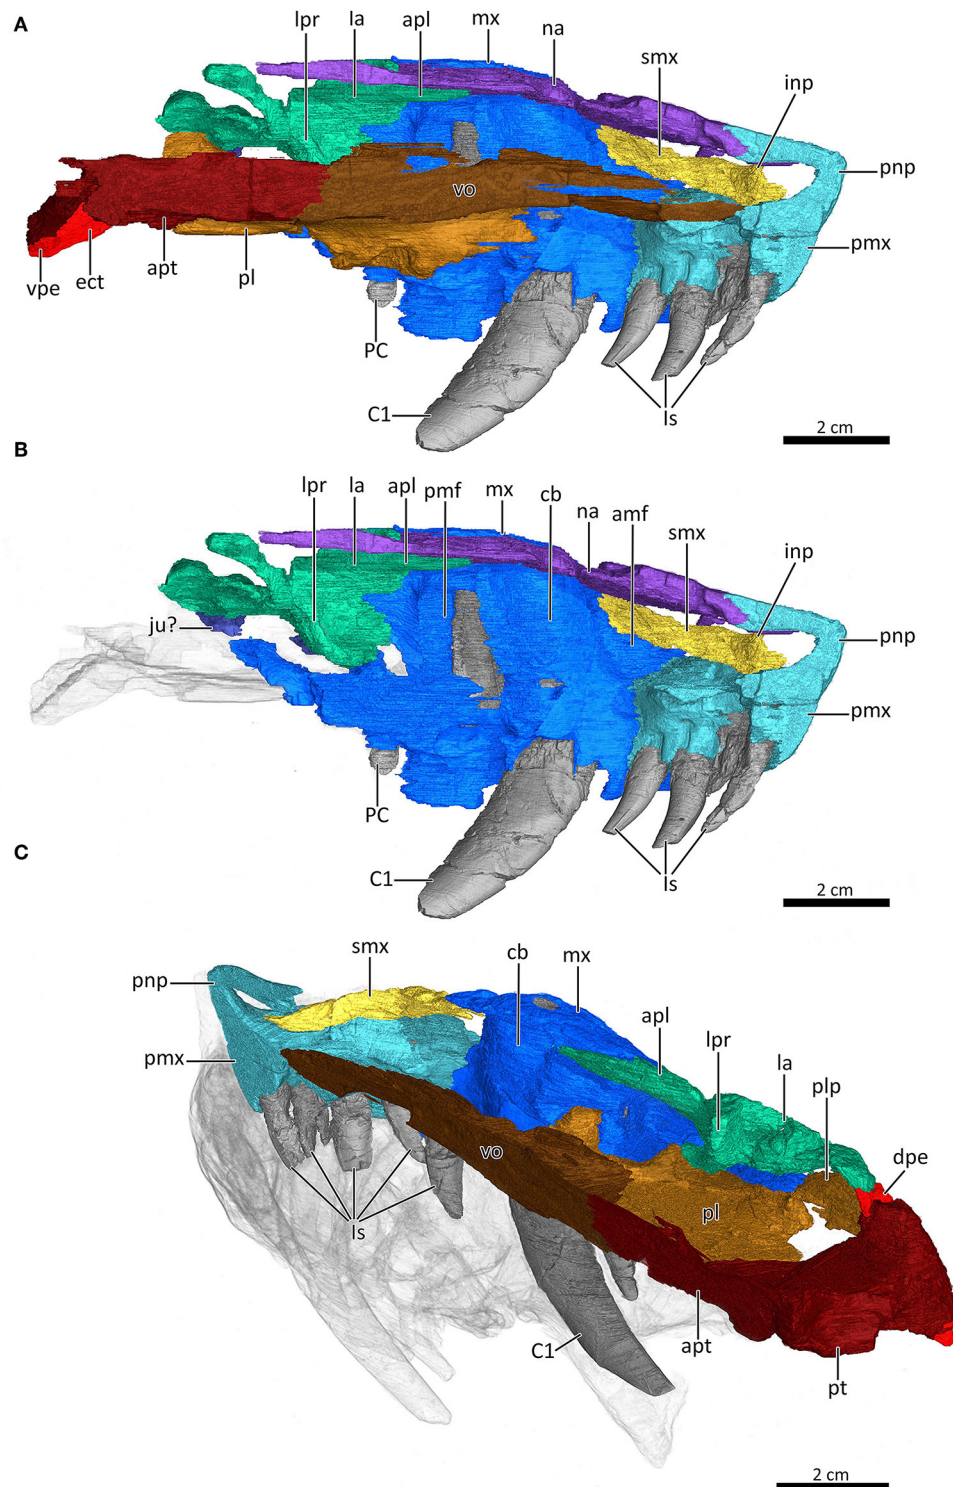 A
lpr la apl mx na smx inp
pnp
vo
pmx
vpe ect apt pl
PC
C1
Is
2 cm
B
lpr la apl pmf mx cb na amf smx inp
ju?
pnp
pmx
PC
C1
Is
2 cm
C
pnp smx cb mx
apl
lpr
la
plp
pmx
vo
dpe
pl
Is
C1
apt
pt
2 cm